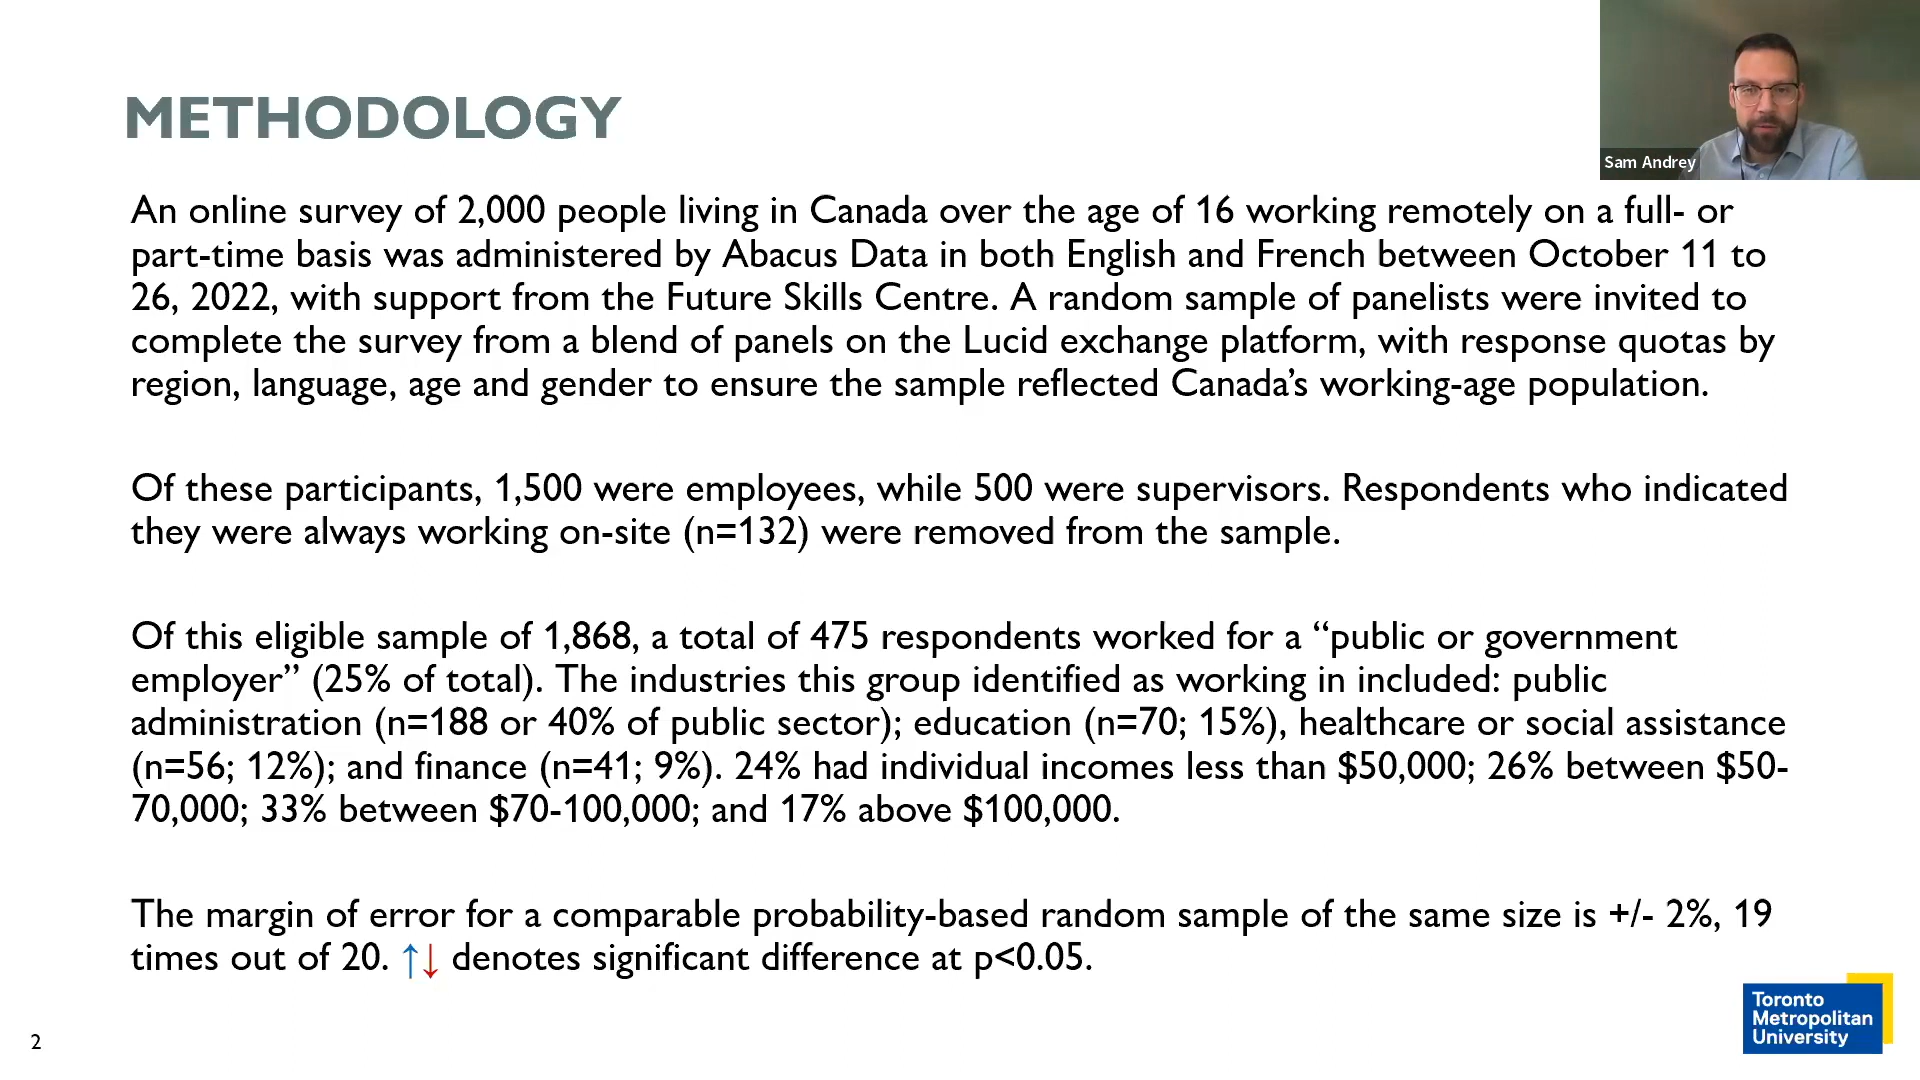 METHODOLOGY
Sam Andrey
An online survey of 2,000 people living in Canada over the age of 16 working remotely on a full- or
part-time basis was administered by Abacus Data in both English and French between October 11 to
26, 2022, with support from the Future Skills Centre. A random sample of panelists were invited to
complete the survey from a blend of panels on the Lucid exchange platform, with response quotas by
region, language, age and gender to ensure the sample reflected Canada’s working-age population.
Of these participants, 1,500 were employees, while 500 were supervisors. Respondents who indicated
they were always working on-site (n=132) were removed from the sample.
Of this eligible sample of 1,868, a total of 475 respondents worked for a “public or government
employer” (25% of total). The industries this group identified as working in included: public
administration (n=188 or 40% of public sector); education (n=70; 15%), healthcare or social assistance
(n=56; 12%); and finance (n=41; 9%). 24% had individual incomes less than $50,000; 26% between $50-
70,000; 33% between $70-100,000; and 17% above $100,000.
The margin of error for a comparable probability-based random sample of the same size is +/- 2%, 19
times out of 20. ↑↓ denotes significant difference at p<0.05.
Toronto
Metropolitan
University
2